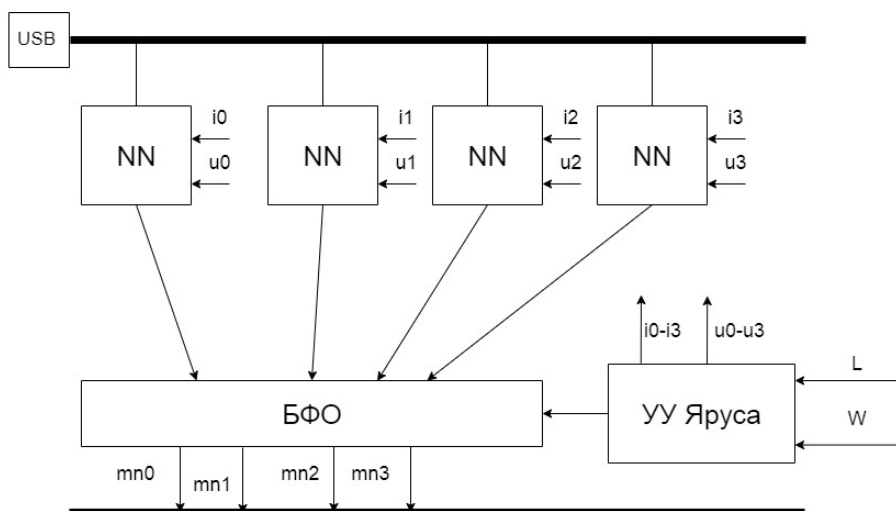 USB
NN
i0
u0
NN
i1
u1
NN
i2
u2
NN
i3
u3
i0-i3
u0-u3
L
W
БФО
УУ Яруса
mn0
mn1
mn2
mn3